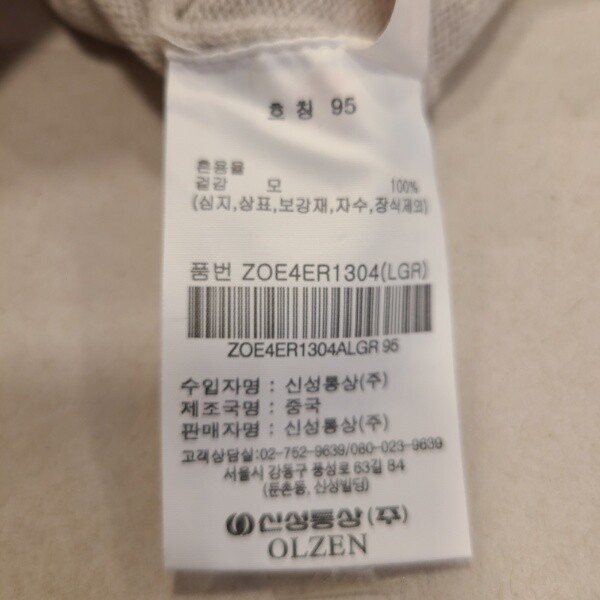 호 칭 95
혼용율
겉감 모 100%
(심지,상표,보강재,자수,장식제외)
품번 ZOE4ER1304(LGR)
ZOE4ER1304ALGR 95
수입자명 : 신성통상(주)
제조국명 : 중국
판매자명 : 신성통상(주)
고객상담실:02-752-9639/080-023-9639
서울시 강동구 풍성로 63길 84
(둔촌동, 신성빌딩)
신성통상(주)
OLZEN